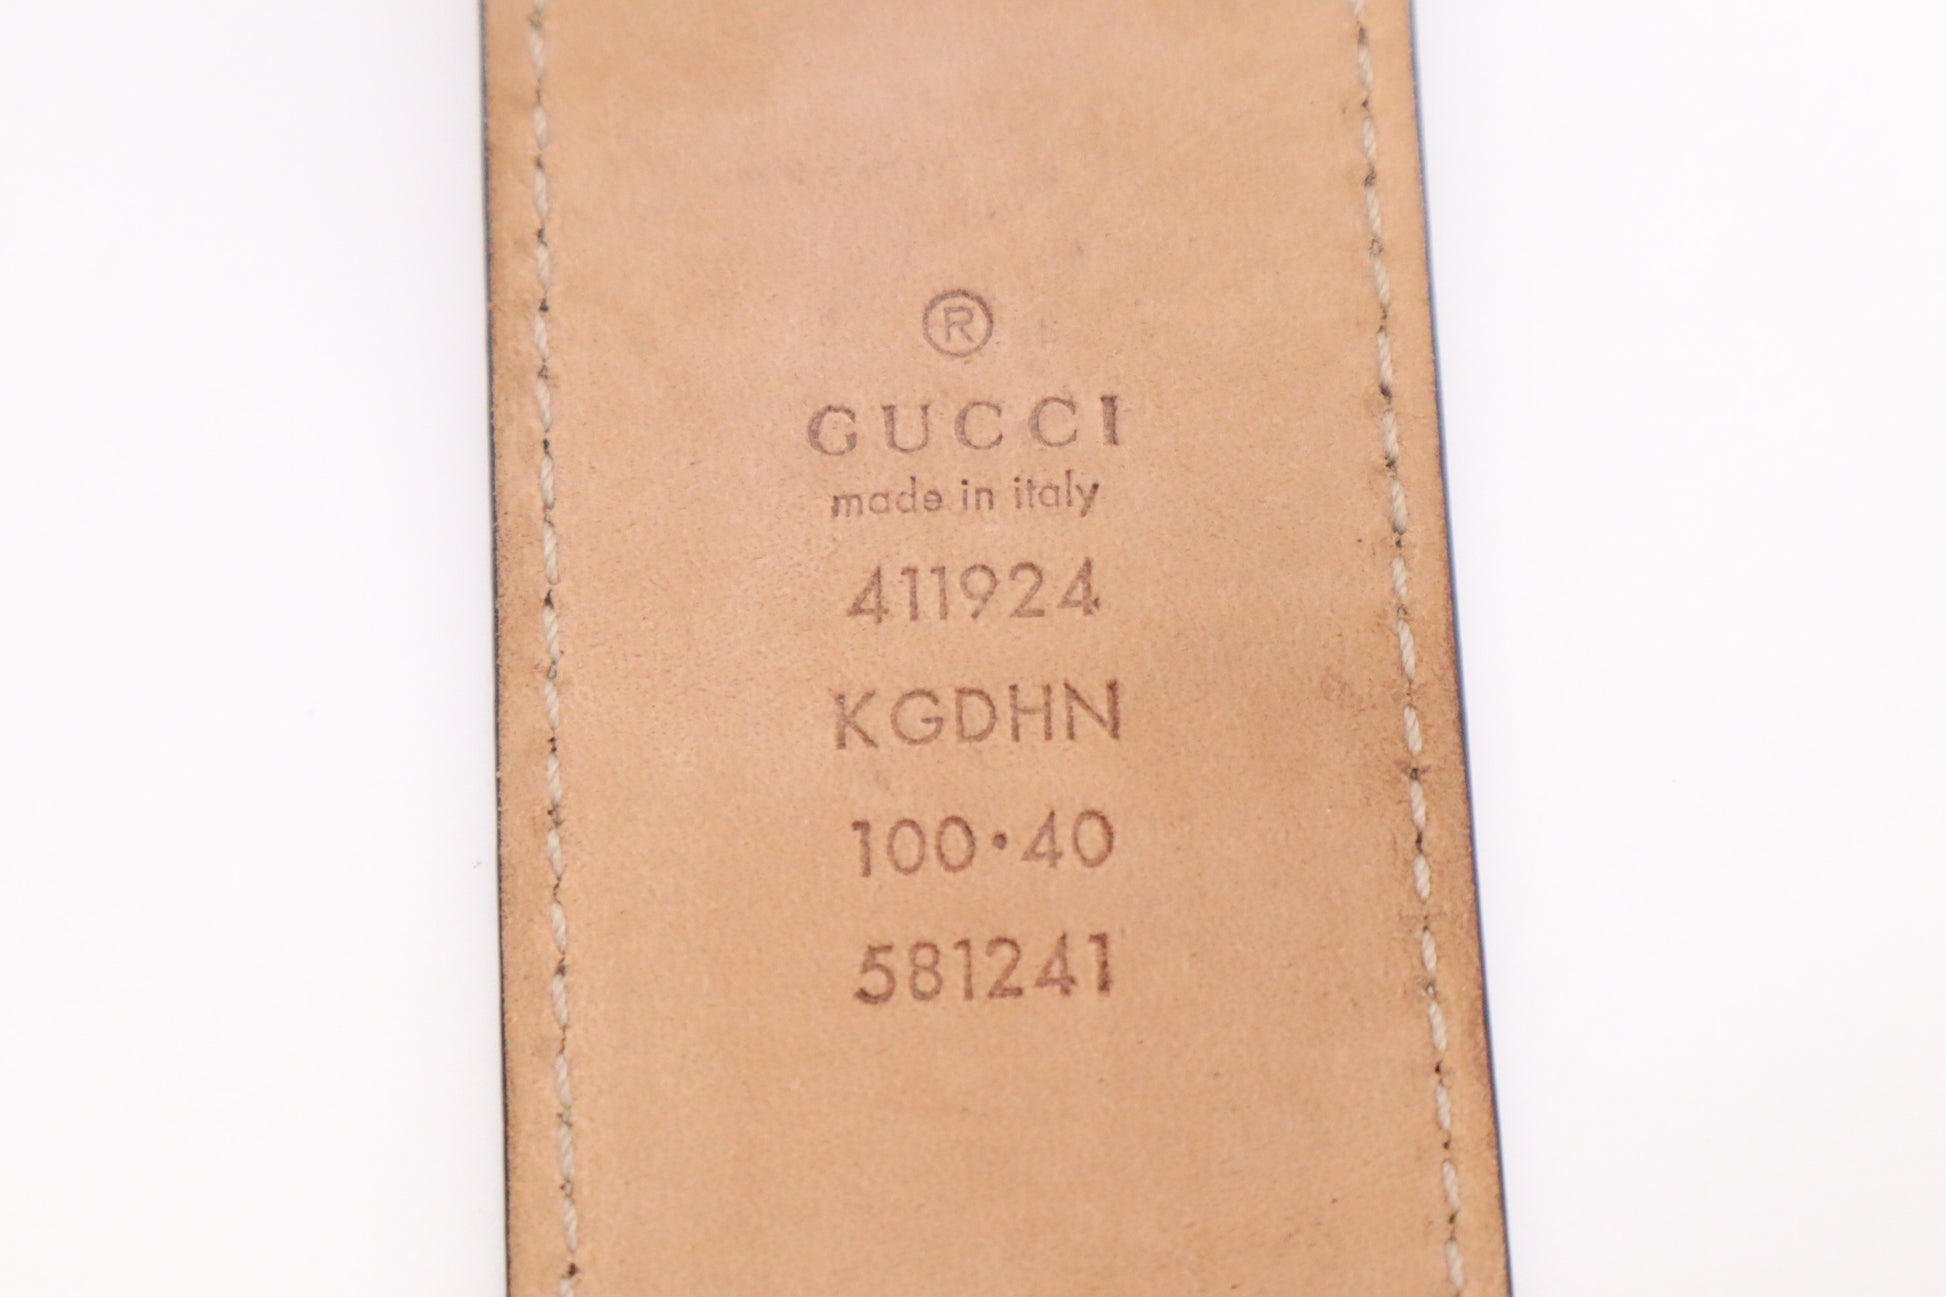 ®
GUCCI
made in italy
411924
KGDHN
100·40
581241